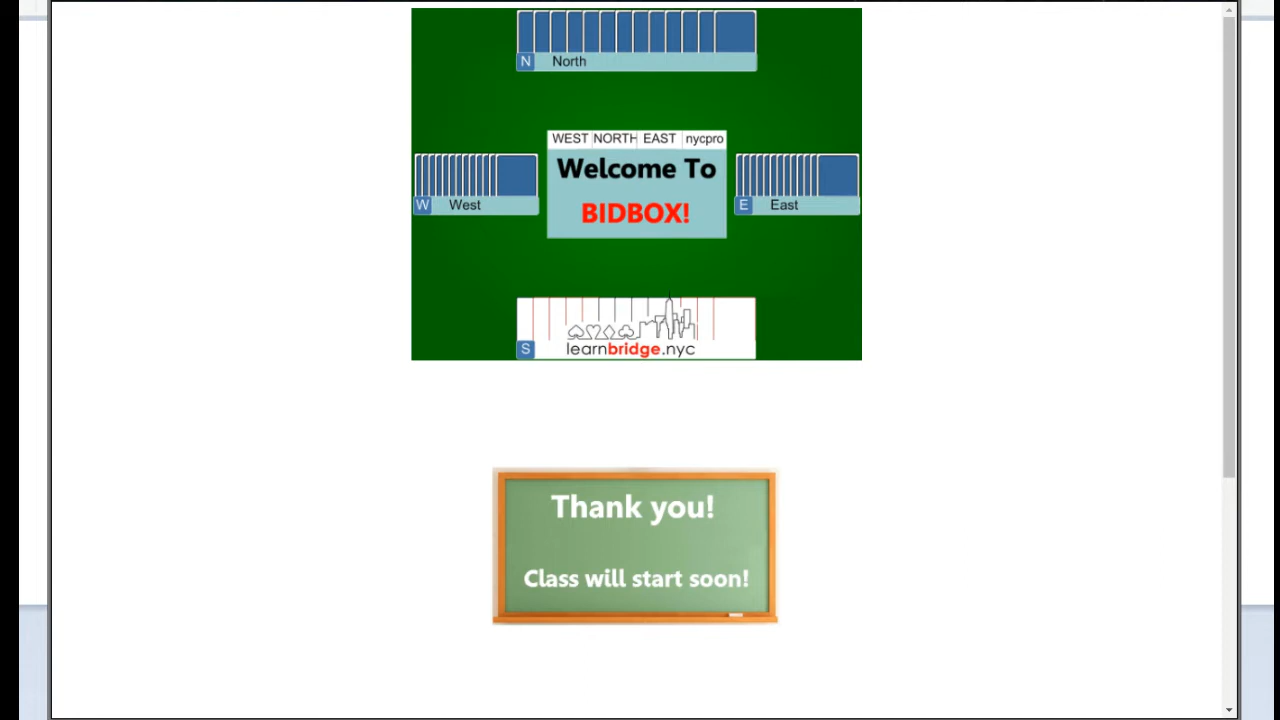 N North
WEST NORTH EAST nycpro
Welcome To
BIDBOX!
W West
E East
S
learnbridge.nyc
Thank you!
Class will start soon!